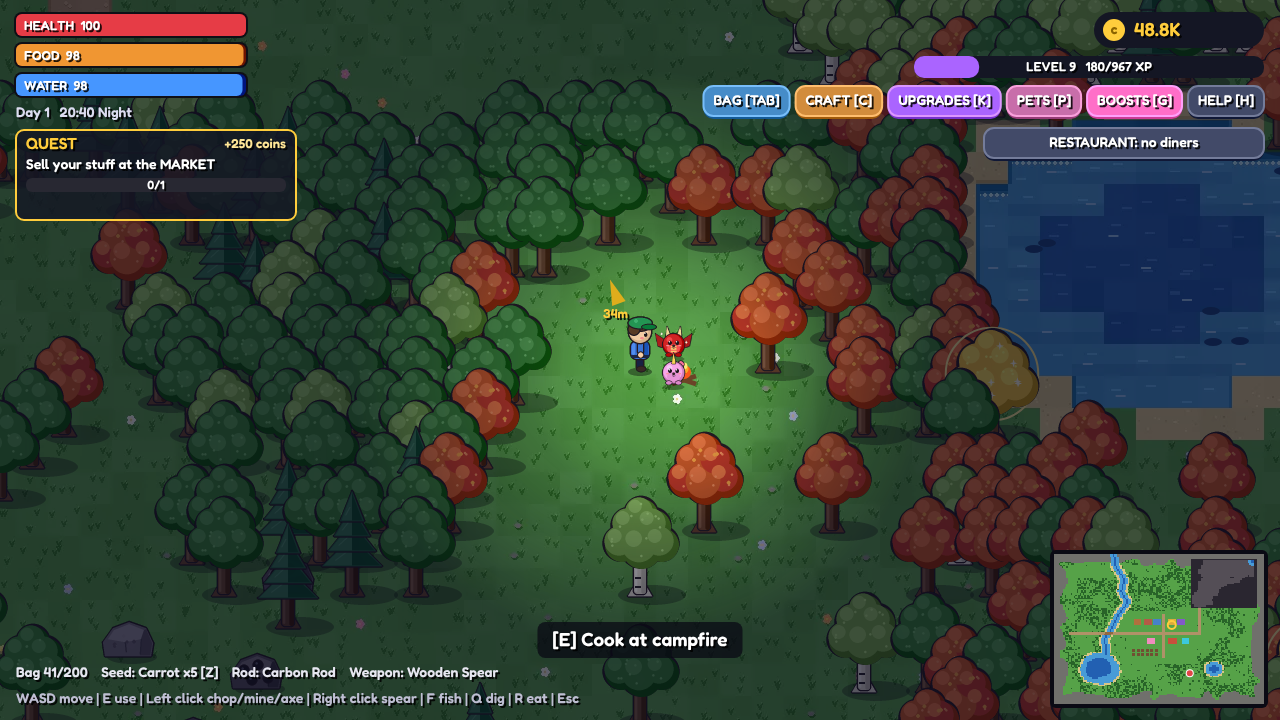 HEALTH 100
FOOD 98
WATER 98
Day 1 20:40 Night
QUEST +250 coins
Sell your stuff at the MARKET
0/1
C 48.8K
LEVEL 9 180/967 XP
BAG [TAB] CRAFT [C] UPGRADES [K] PETS [P] BOOSTS [G] HELP [H]
RESTAURANT: no diners
34m
[E] Cook at campfire
Bag 41/200 Seed: Carrot x5 [Z] Rod: Carbon Rod Weapon: Wooden Spear
WASD move | E use | Left click chop/mine/axe | Right click spear | F fish | Q dig | R eat | Esc